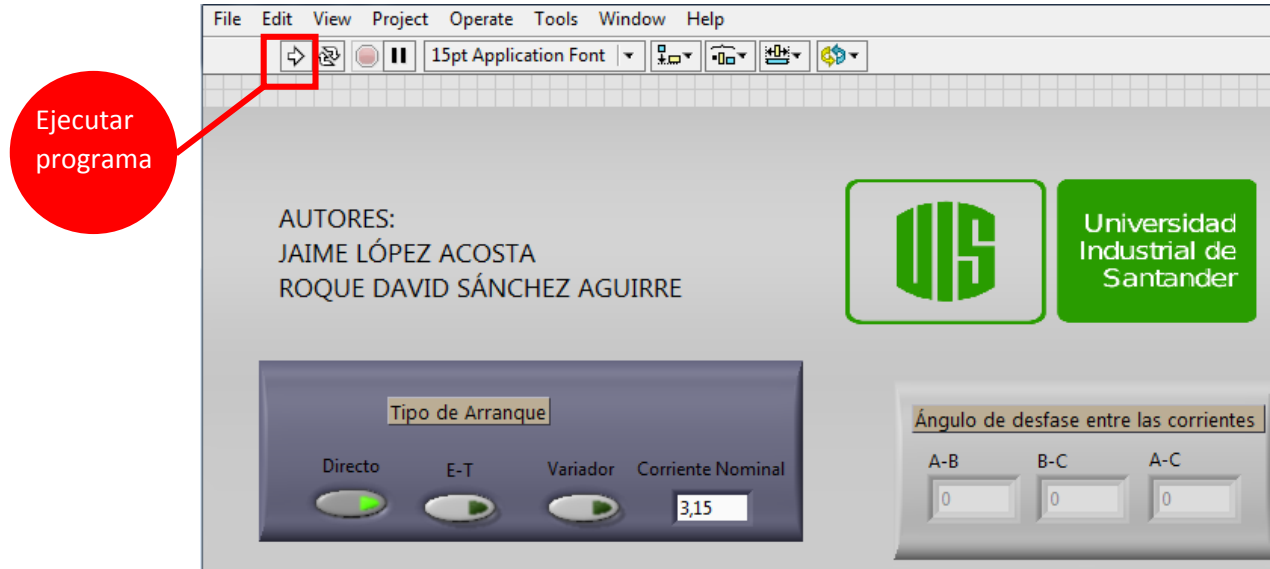 File Edit View Project Operate Tools Window Help
15pt Application Font
Ejecutar
programa
AUTORES:
JAIME LÓPEZ ACOSTA
ROQUE DAVID SÁNCHEZ AGUIRRE
UIS
Universidad
Industrial de
Santander
Tipo de Arranque
Directo E-T Variador Corriente Nominal
3,15
Ángulo de desfase entre las corrientes
A-B B-C A-C
0 0 0